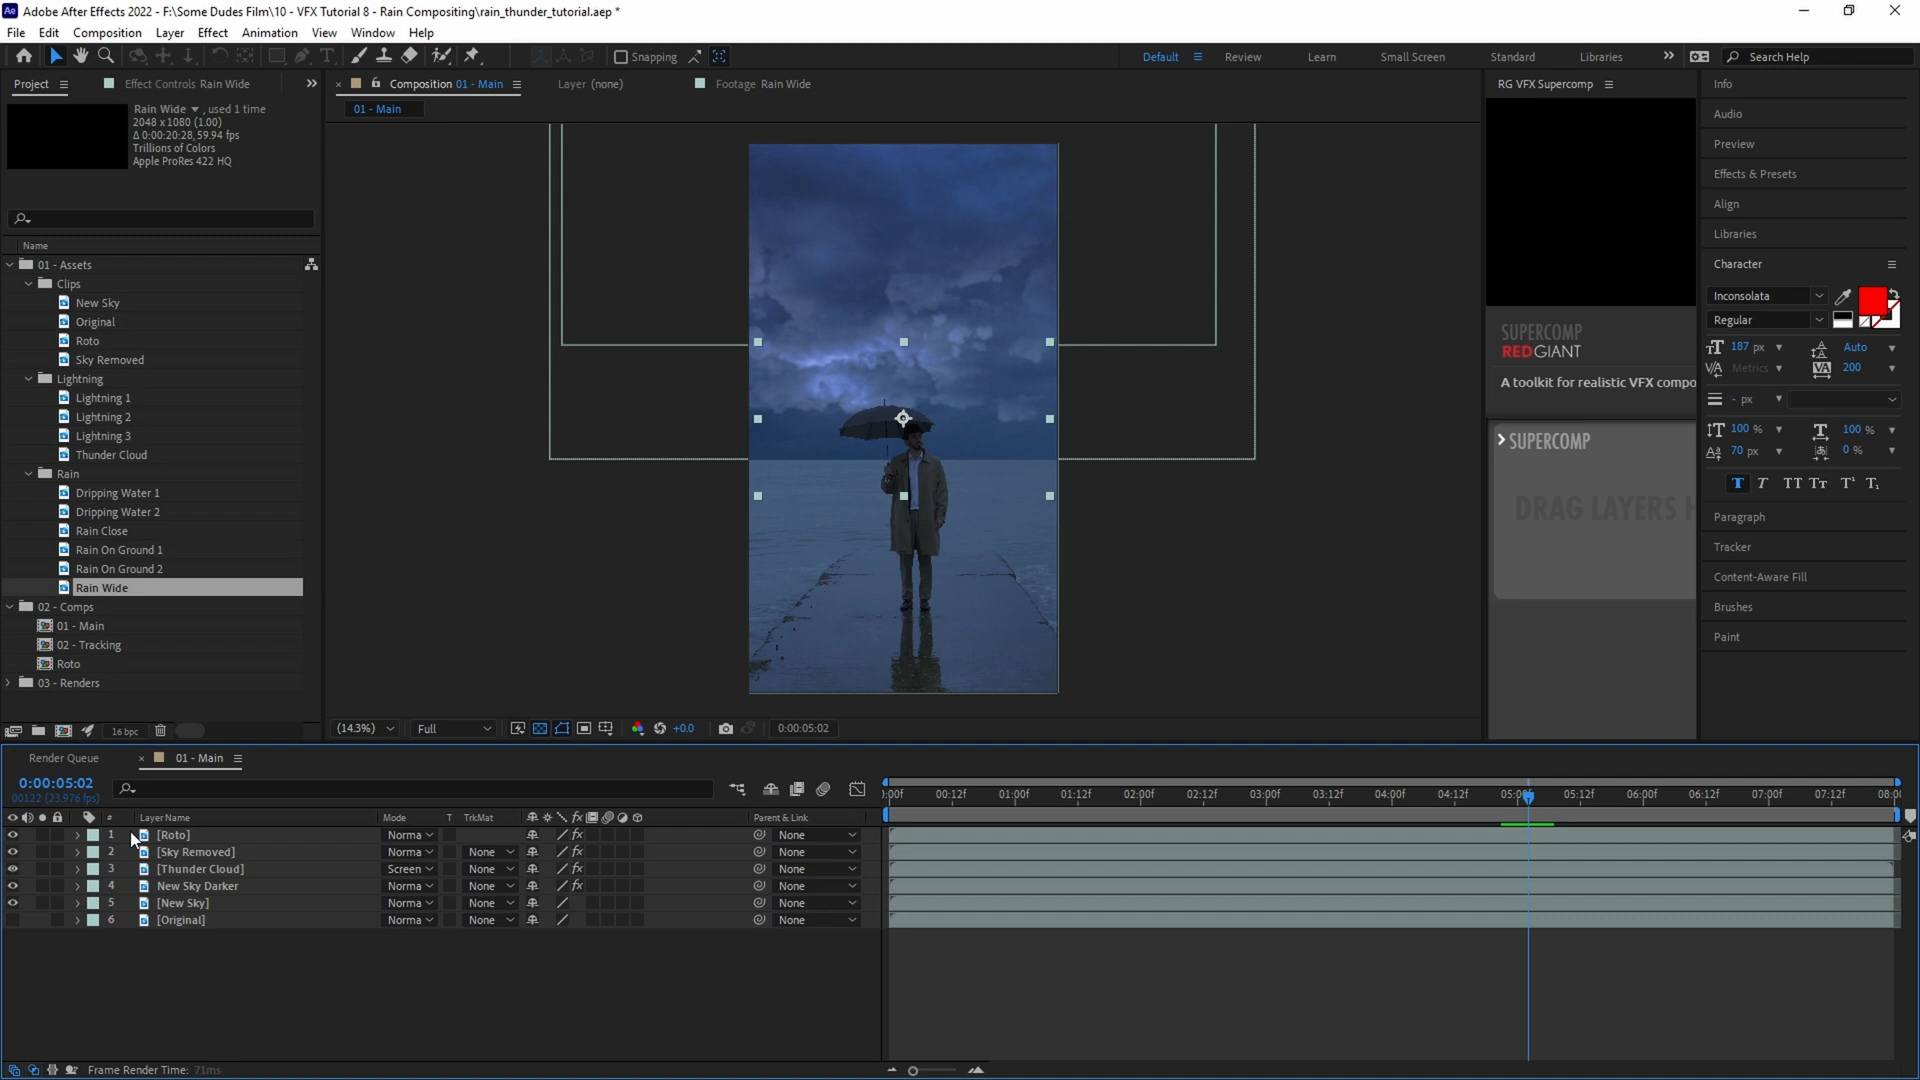 Adobe After Effects 2022 - F:\Some Dudes Film\10 - VFX Tutorial 8 - Rain Compositing\rain_thunder_tutorial.aep *
File Edit Composition Layer Effect Animation View Window Help
Snapping
Default Review Learn Small Screen Standard Libraries Search Help
Project Effect Controls Rain Wide
Composition 01 - Main Layer (none) Footage Rain Wide
01 - Main
Rain Wide , used 1 time
2048 x 1080 (1.00)
Δ 0:00:20:28, 59.94 fps
Trillions of Colors
Apple ProRes 422 HQ
Name
01 - Assets
Clips
New Sky
Original
Roto
Sky Removed
Lightning
Lightning 1
Lightning 2
Lightning 3
Thunder Cloud
Rain
Dripping Water 1
Dripping Water 2
Rain Close
Rain On Ground 1
Rain On Ground 2
Rain Wide
02 - Comps
01 - Main
02 - Tracking
Roto
03 - Renders
16 bpc
(14.3%) Full +0.0 0:00:05:02
RG VFX Supercomp
SUPERCOMP
REDGIANT
A toolkit for realistic VFX compo
SUPERCOMP
DRAG LAYERS H
Info
Audio
Preview
Effects & Presets
Align
Libraries
Character
Inconsolata
Regular
187 px Auto
Metrics 200
- px
100 % 100 %
70 px 0 %
T T TT Tt T¹ T₁
Paragraph
Tracker
Content-Aware Fill
Brushes
Paint
Render Queue 01 - Main
0:00:05:02
00122 (23.976 fps)
:00f 00:12f 01:00f 01:12f 02:00f 02:12f 03:00f 03:12f 04:00f 04:12f 05:00f 05:12f 06:00f 06:12f 07:00f 07:12f 08:0
# Layer Name Mode T TrkMat Parent & Link
1 [Roto] Norma None
2 [Sky Removed] Norma None None
3 [Thunder Cloud] Screen None None
4 New Sky Darker Norma None None
5 [New Sky] Norma None None
6 [Original] Norma None None
Frame Render Time: 71ms